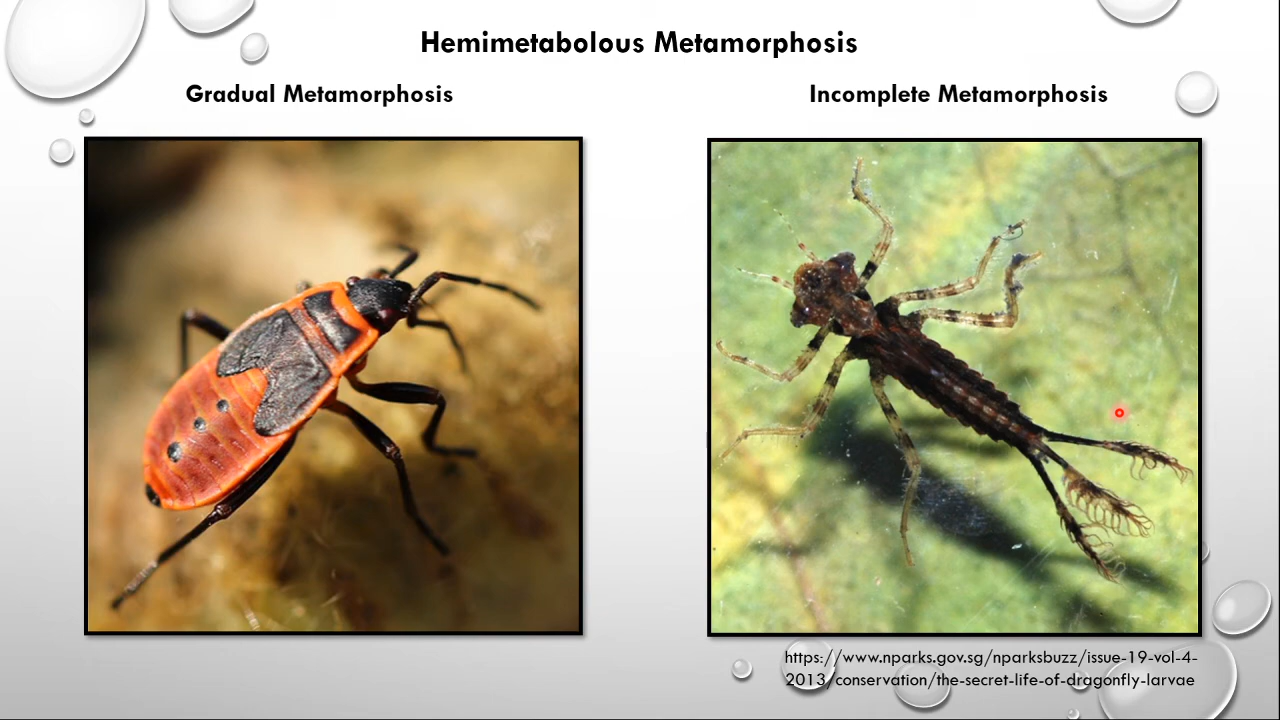 Hemimetabolous Metamorphosis
Gradual Metamorphosis
Incomplete Metamorphosis
https://www.nparks.gov.sg/nparksbuzz/issue-19-vol-4-
2013/conservation/the-secret-life-of-dragonfly-larvae